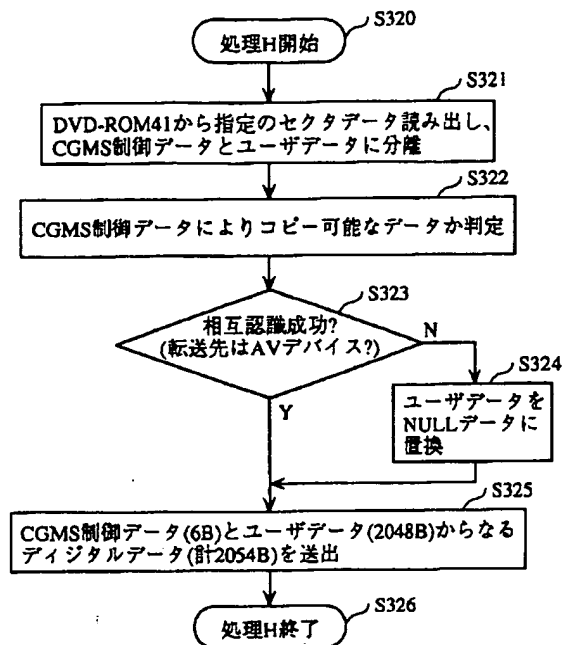 処理H開始
S320
S321
DVD-ROM41から指定のセクタデータ読み出し、
CGMS制御データとユーザデータに分離
S322
CGMS制御データによりコピー可能なデータか判定
S323
相互認識成功?
(転送先はAVデバイス?)
N
Y
S324
ユーザデータを
NULLデータに
置換
S325
CGMS制御データ(6B)とユーザデータ(2048B)からなる
ディジタルデータ(計2054B)を送出
処理H終了
S326